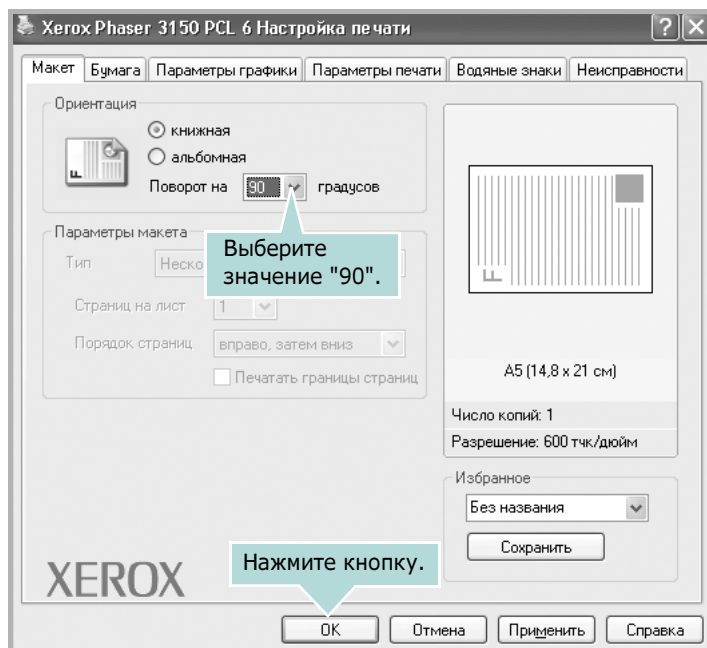 Xerox Phaser 3150 PCL 6 Настройка печати
Макет Бумага Параметры графики Параметры печати Водяные знаки Неисправности
Ориентация
книжная
альбомная
Поворот на 90 градусов
F
Выберите
значение "90".
Параметры макета
Тип Неско
Страниц на лист 1
Порядок страниц вправо, затем вниз
Печатать границы страниц
F
A5 (14,8 x 21 см)
Число копий: 1
Разрешение: 600 тчк/дюйм
Избранное
Без названия
Сохранить
XEROX
Нажмите кнопку.
OK Отмена Применить Справка